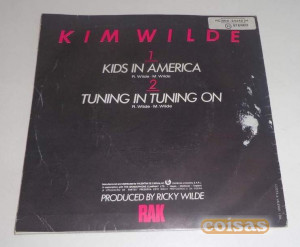 KIM WILDE
1
KIDS IN AMERICA
R. Wilde · M. Wilde
2
TUNING IN TUNING ON
R. Wilde · M. Wilde
PRODUCED BY RICKY WILDE
RAK
coisas